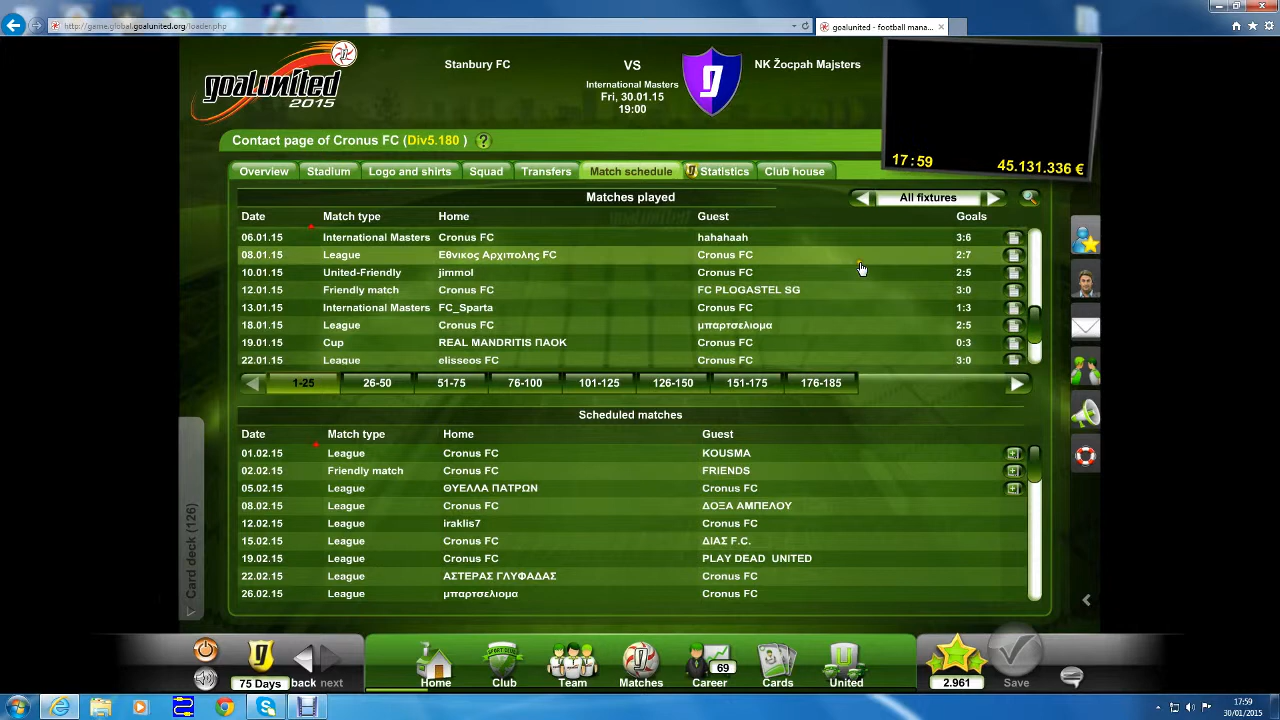 http://game.global.goalunited.org/loader.php
goalunited - football mana...
goalunited 2015
Stanbury FC
VS
NK Žocpah Majsters
International Masters
Fri, 30.01.15
19:00
Contact page of Cronus FC (Div5.180 ) ?
17:59 45.131.336 €
Overview Stadium Logo and shirts Squad Transfers Match schedule Statistics Club house
Matches played
All fixtures
Date Match type Home Guest Goals
06.01.15 International Masters Cronus FC hahahaah 3:6
08.01.15 League Εθνικος Αρχιπολης FC Cronus FC 2:7
10.01.15 United-Friendly jimmol Cronus FC 2:5
12.01.15 Friendly match Cronus FC FC PLOGASTEL SG 3:0
13.01.15 International Masters FC_Sparta Cronus FC 1:3
18.01.15 League Cronus FC μπαρτσελιομα 2:5
19.01.15 Cup REAL MANDRITIS ΠΑΟΚ Cronus FC 0:3
22.01.15 League elisseos FC Cronus FC 3:0
1-25 26-50 51-75 76-100 101-125 126-150 151-175 176-185
Scheduled matches
Date Match type Home Guest
01.02.15 League Cronus FC KOUSMA
02.02.15 Friendly match Cronus FC FRIENDS
05.02.15 League ΘΥΕΛΛΑ ΠΑΤΡΩΝ Cronus FC
08.02.15 League Cronus FC ΔΟΞΑ ΑΜΠΕΛΟΥ
12.02.15 League iraklis7 Cronus FC
15.02.15 League Cronus FC ΔΙΑΣ F.C.
19.02.15 League Cronus FC PLAY DEAD UNITED
22.02.15 League ΑΣΤΕΡΑΣ ΓΛΥΦΑΔΑΣ Cronus FC
26.02.15 League μπαρτσελιομα Cronus FC
Card deck (126)
75 Days back next
Home Club Team Matches Career 69 Cards United
2.961 Save
17:59
30/01/2015